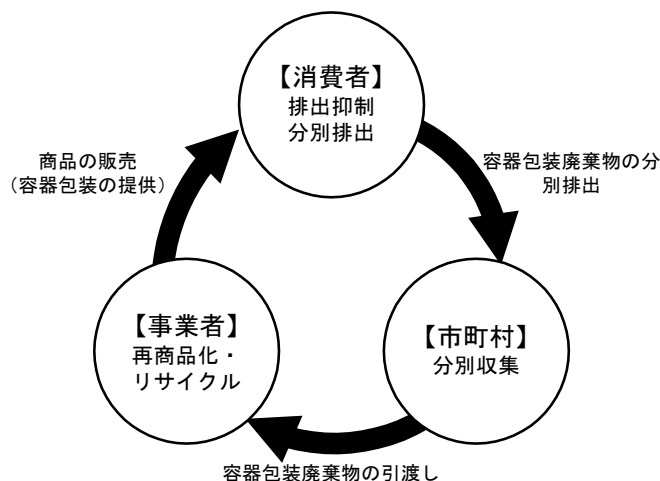 【消費者】
排出抑制
分別排出
商品の販売
（容器包装の提供）
容器包装廃棄物の分
別排出
【事業者】
再商品化・
リサイクル
【市町村】
分別収集
容器包装廃棄物の引渡し